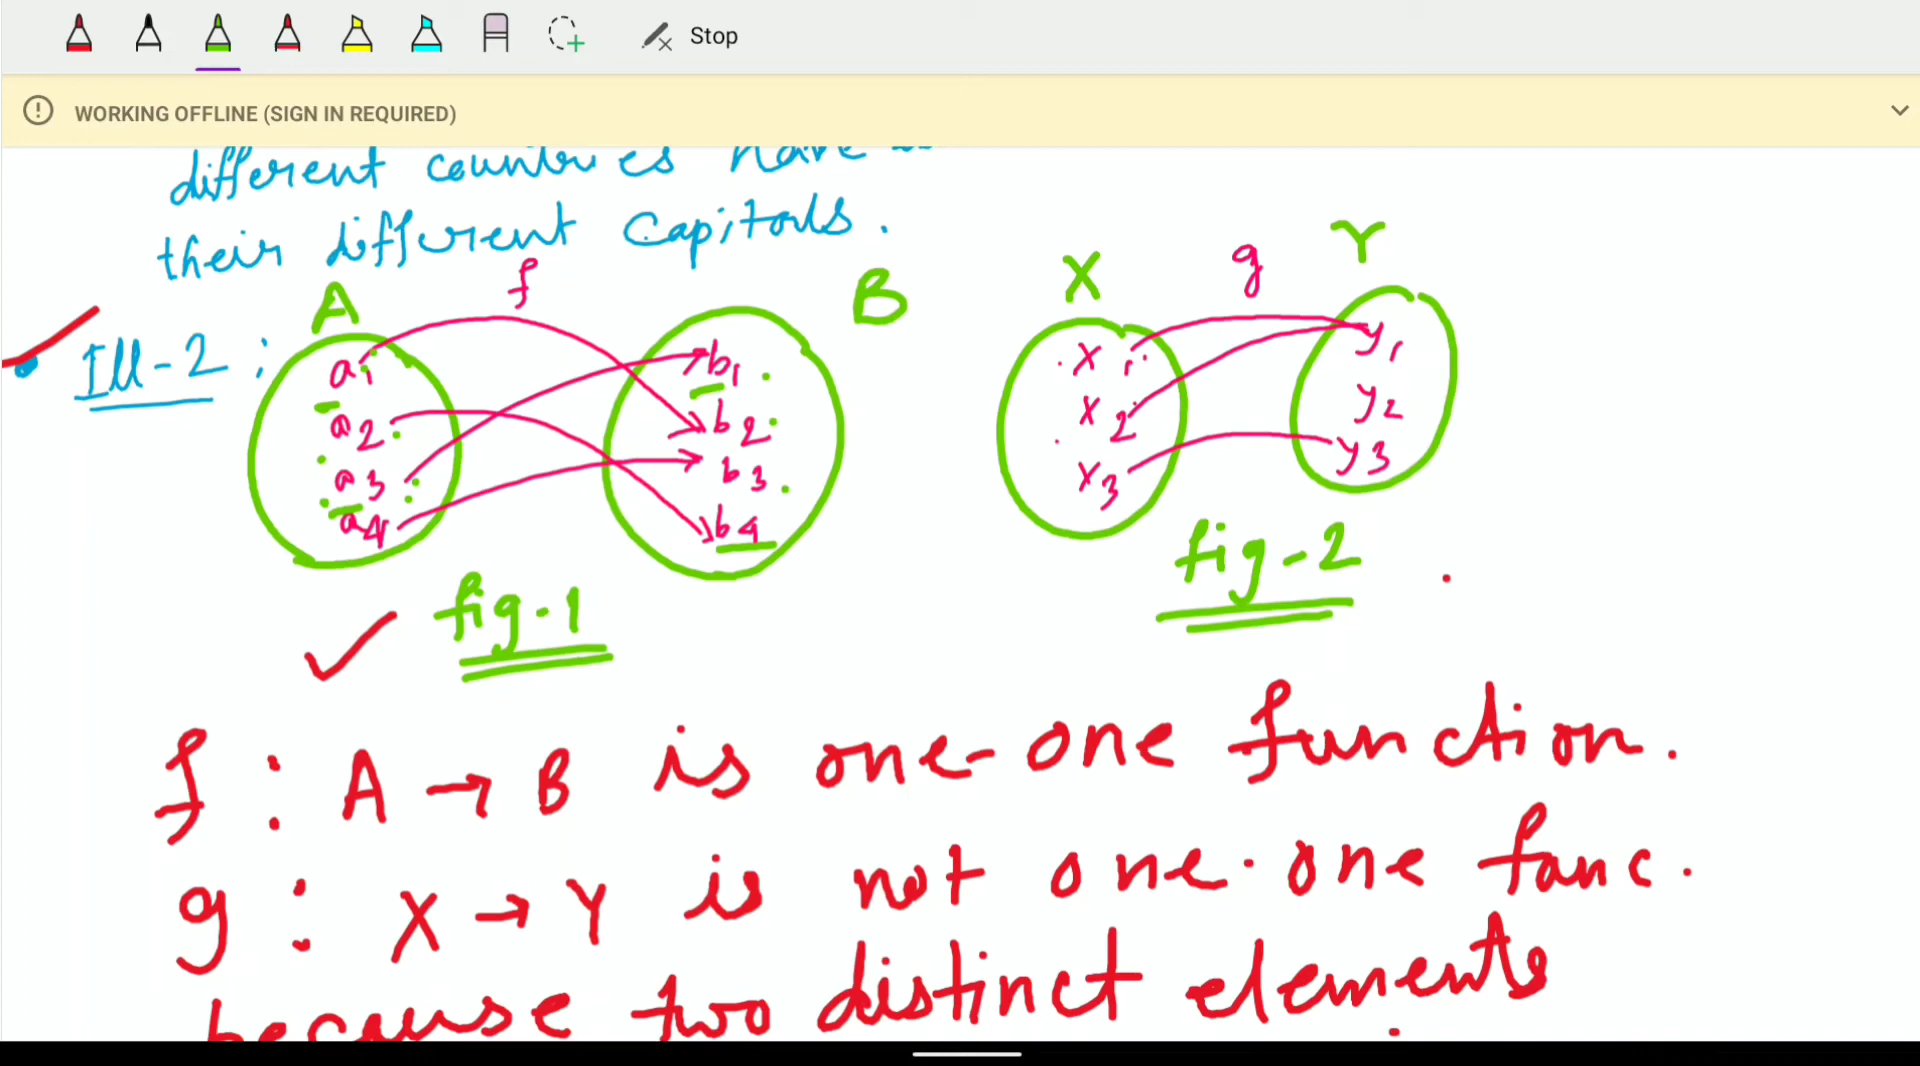 Stop
WORKING OFFLINE (SIGN IN REQUIRED)
different countries have
their different Capitals.
Ill-2 :
A f B
a1 b1
a2 b2
a3 b3
a4 b4
fig-1
X g Y
x1 y1
x2 y2
x3 y3
fig-2
f : A → B is one-one function.
g : X → Y is not one-one func.
because two distinct elements